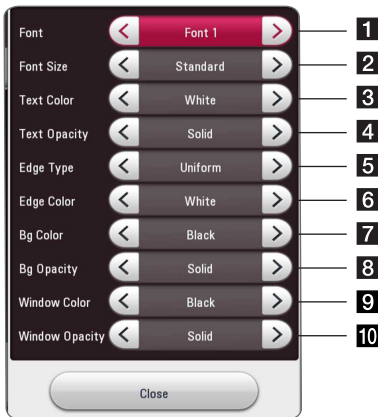 Font Font 1 1
Font Size Standard 2
Text Color White 3
Text Opacity Solid 4
Edge Type Uniform 5
Edge Color White 6
Bg Color Black 7
Bg Opacity Solid 8
Window Color Black 9
Window Opacity Solid 10
Close